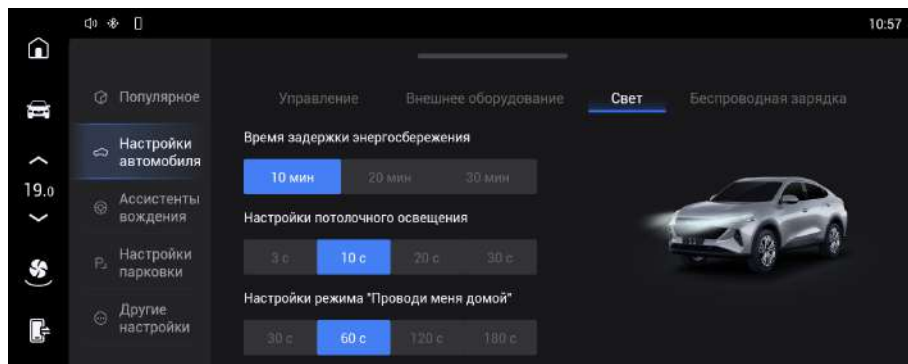 10:57
19.0
Популярное
Настройки
автомобиля
Ассистенты
вождения
Настройки
парковки
Другие
настройки
Управление Внешнее оборудование Свет Беспроводная зарядка
Время задержки энергосбережения
10 мин 20 мин 30 мин
Настройки потолочного освещения
3 с 10 с 20 с 30 с
Настройки режима "Проводи меня домой"
30 с 60 с 120 с 180 с